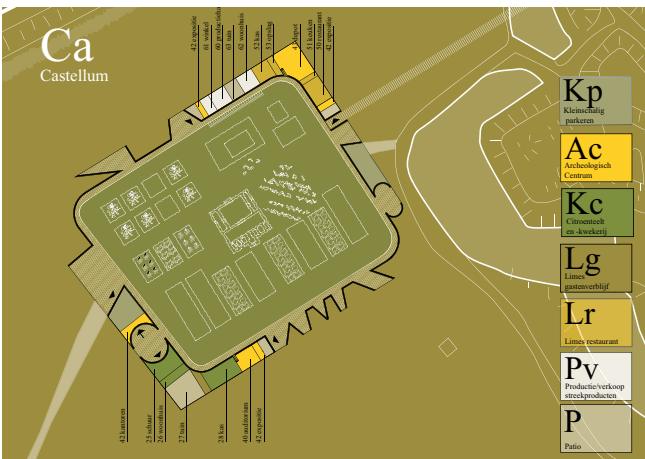 Ca
Castellum
42 expositie
61 winkel
60 productiehal
63 tuin
62 woonhuis
52 kas
53 opslag
41 depot
51 keuken
50 restaurant
42 expositie
Kp
Kleinschalig
parkeren
Ac
Archeologisch
Centrum
Kc
Citroenteelt
en -kwekerij
Lg
Limes
gastenverblijf
Lr
Limes restaurant
Pv
Productie/verkoop
streekproducten
P
Patio
42 kantoren
25 schuur
26 woonhuis
27 tuin
28 kas
40 auditorium
42 expositie